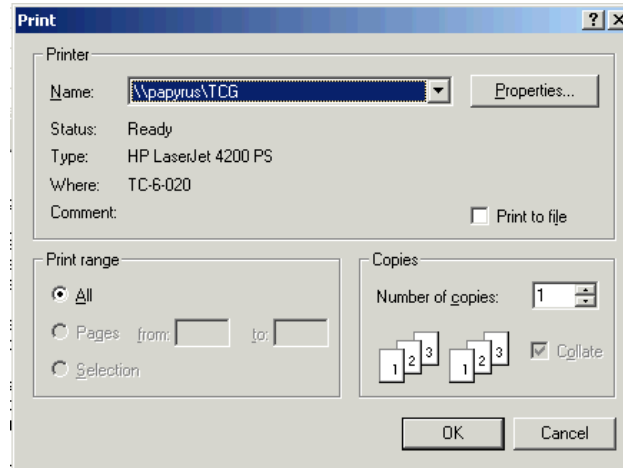 Print
Printer
Name: \\papyrus\TCG Properties...
Status: Ready
Type: HP LaserJet 4200 PS
Where: TC-6-020
Comment: Print to file
Print range
All
Pages from: to:
Selection
Copies
Number of copies: 1
1 2 3 1 2 3
Collate
OK Cancel